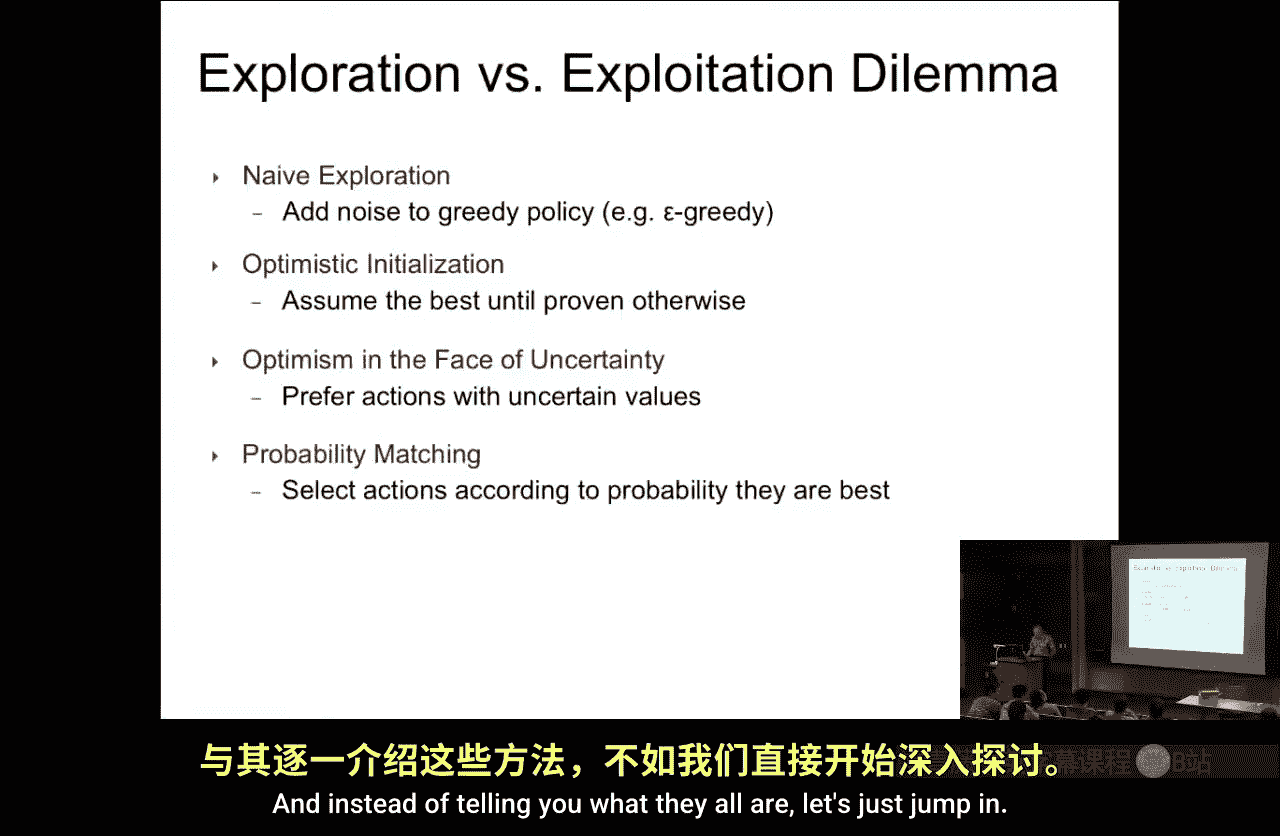 Exploration vs. Exploitation Dilemma
Naive Exploration
– Add noise to greedy policy (e.g. ε-greedy)
Optimistic Initialization
– Assume the best until proven otherwise
Optimism in the Face of Uncertainty
– Prefer actions with uncertain values
Probability Matching
– Select actions according to probability they are best
与其逐一介绍这些方法，不如我们直接开始深入探讨。
课程
B站
And instead of telling you what they all are, let's just jump in.